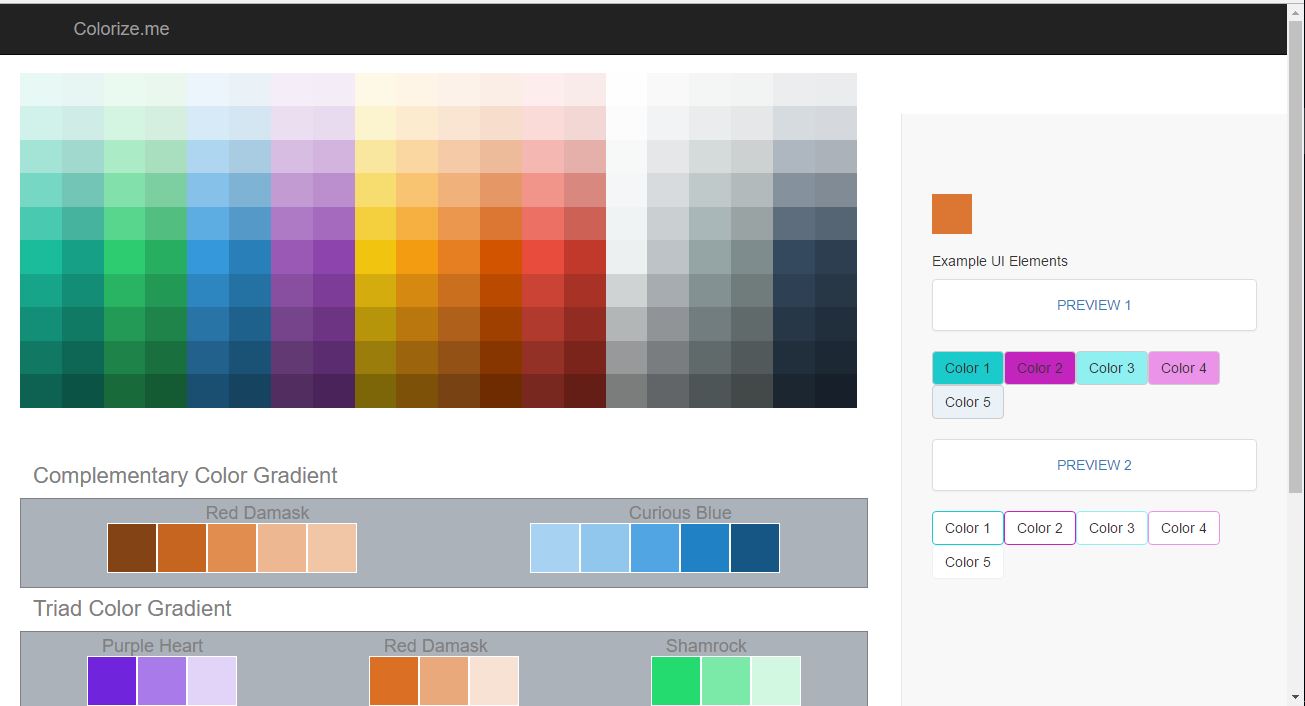 Colorize.me
Example UI Elements
PREVIEW 1
Color 1 Color 2 Color 3 Color 4
Color 5
PREVIEW 2
Color 1 Color 2 Color 3 Color 4
Color 5
Complementary Color Gradient
Red Damask Curious Blue
Triad Color Gradient
Purple Heart Red Damask Shamrock